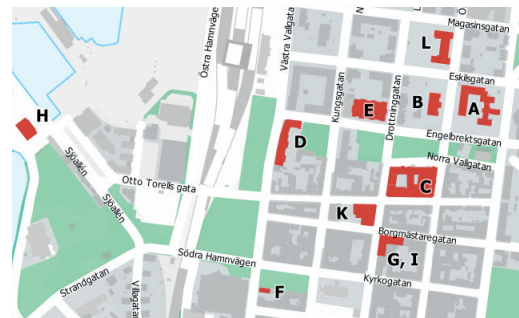 Magasinsgatan
L
Östra Hamnvägen
Västra Vallgatan
N
L
Ö
Eskilsgatan
H
Kungsgatan
E
Drottninggatan
B
A
Engelbrektsgatan
D
Norra Vallgatan
Sjöallén
C
Otto Torells gata
Sjöallén
K
Borgmästaregatan
G, I
Södra Hamnvägen
Kyrkogatan
F
Strandgatan
Villagatan